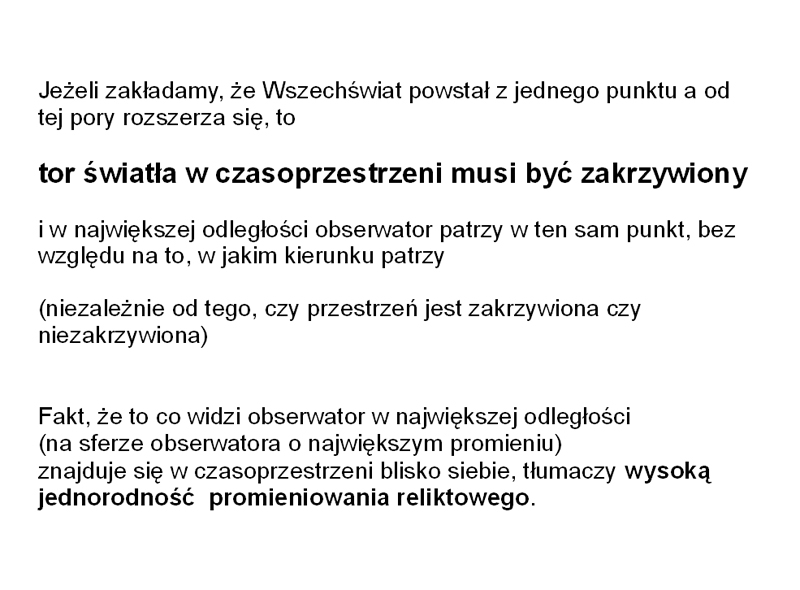 Jeżeli zakładamy, że Wszechświat powstał z jednego punktu a od
tej pory rozszerza się, to
tor światła w czasoprzestrzeni musi być zakrzywiony
i w największej odległości obserwator patrzy w ten sam punkt, bez
względu na to, w jakim kierunku patrzy
(niezależnie od tego, czy przestrzeń jest zakrzywiona czy
niezakrzywiona)
Fakt, że to co widzi obserwator w największej odległości
(na sferze obserwatora o największym promieniu)
znajduje się w czasoprzestrzeni blisko siebie, tłumaczy wysoką
jednorodność  promieniowania reliktowego.